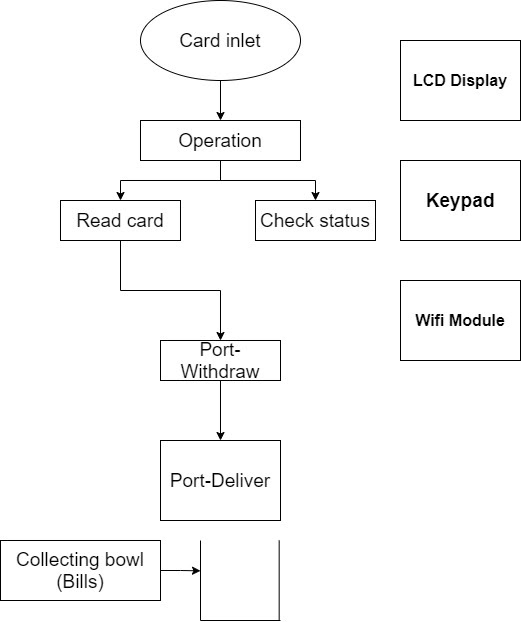 Card inlet
LCD Display
Operation
Keypad
Read card
Check status
Wifi Module
Port-
Withdraw
Port-Deliver
Collecting bowl
(Bills)